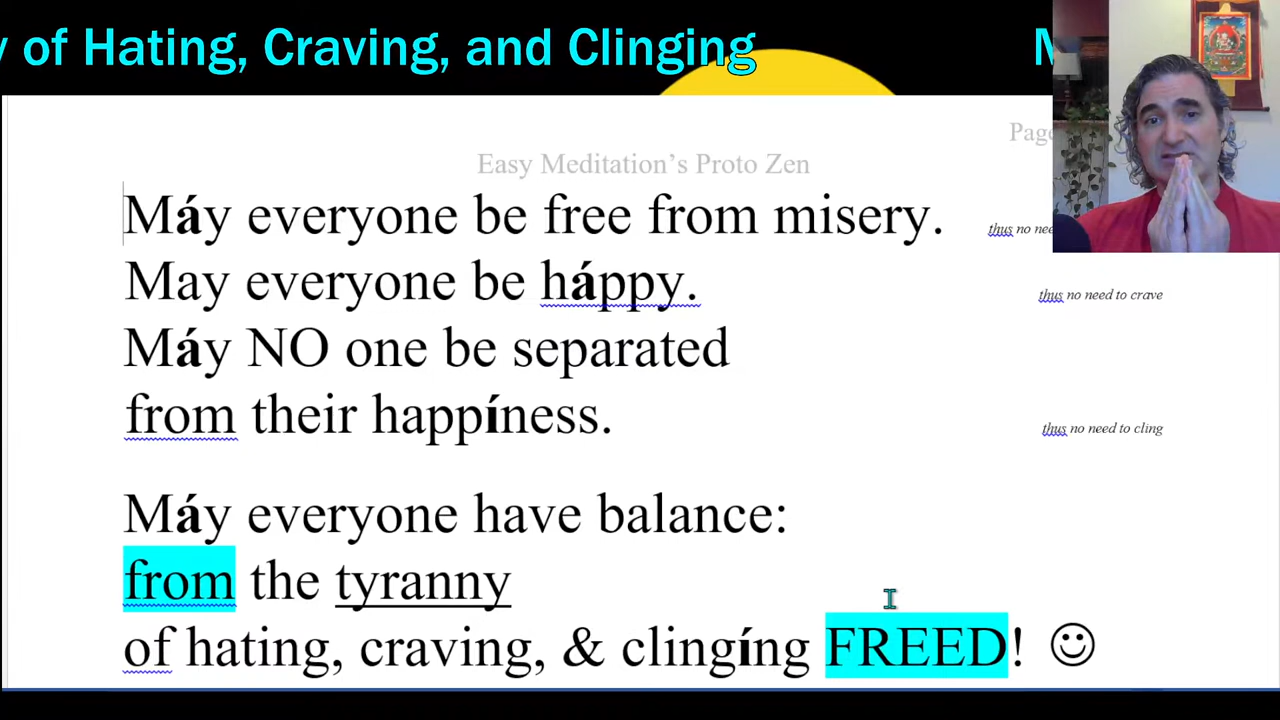 of Hating, Craving, and Clinging
Easy Meditation's Proto Zen
Máy everyone be free from misery.
thus no
May everyone be háppy.
thus no need to crave
Máy NO one be separated
from their happíness.
thus no need to cling
Máy everyone have balance:
from the tyranny
of hating, craving, & clingíng FREED! ☺